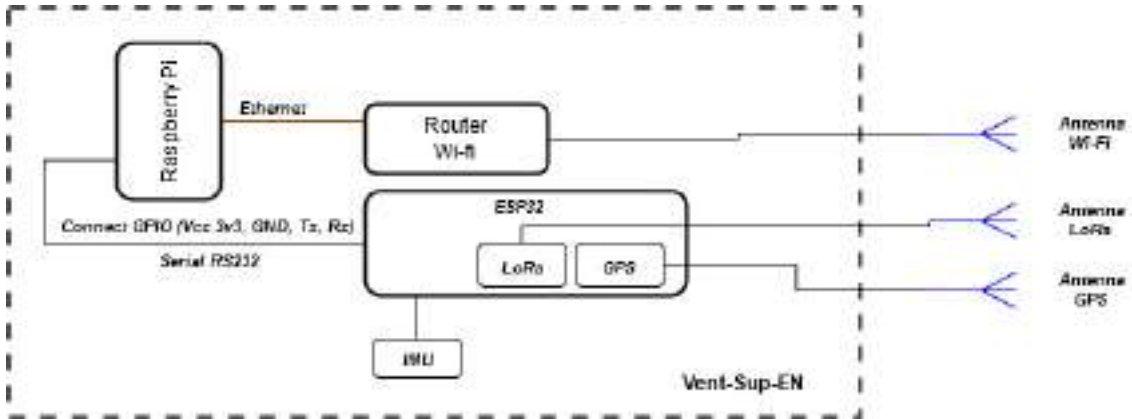 Raspberry Pi
Ethernet
Router
Wi-fi
Antenna
Wi-Fi
ESP32
Connect GPIO (Vcc 3v3, GND, Tx, Rx)
Serial RS232
LoRa
GPS
Antenna
LoRa
Antenna
GPS
IMU
Vent-Sup-EN